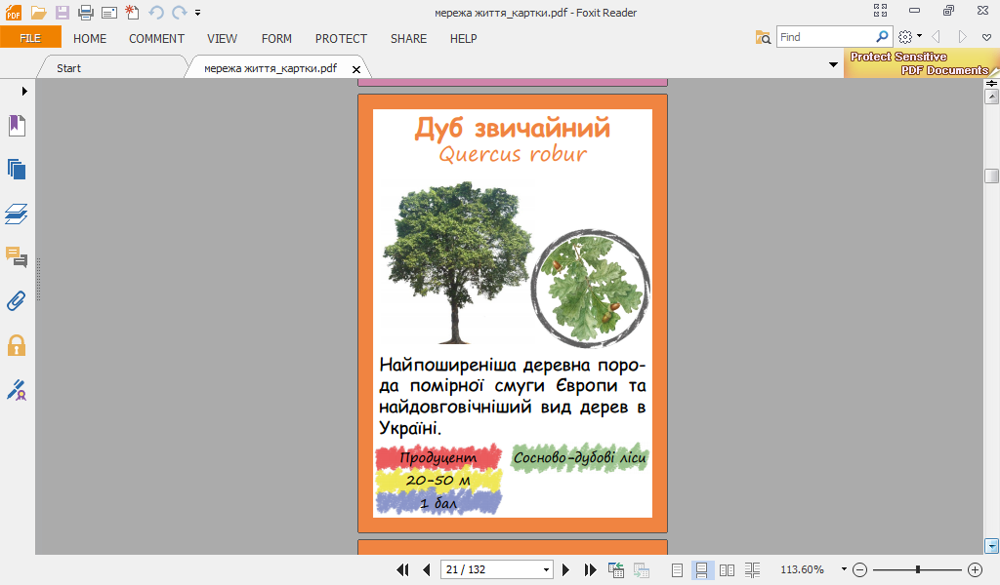 мережа життя_картки.pdf - Foxit Reader
FILE HOME COMMENT VIEW FORM PROTECT SHARE HELP
Find
Start
мережа життя_картки.pdf
Protect Sensitive
PDF Documents
Дуб звичайний
Quercus robur
Найпоширеніша деревна поро-
да помірної смуги Європи та
найдовговічніший вид дерев в
Україні.
Продуцент
Сосново-дубові ліси
20-50 м
1 бал
21 / 132
113.60%